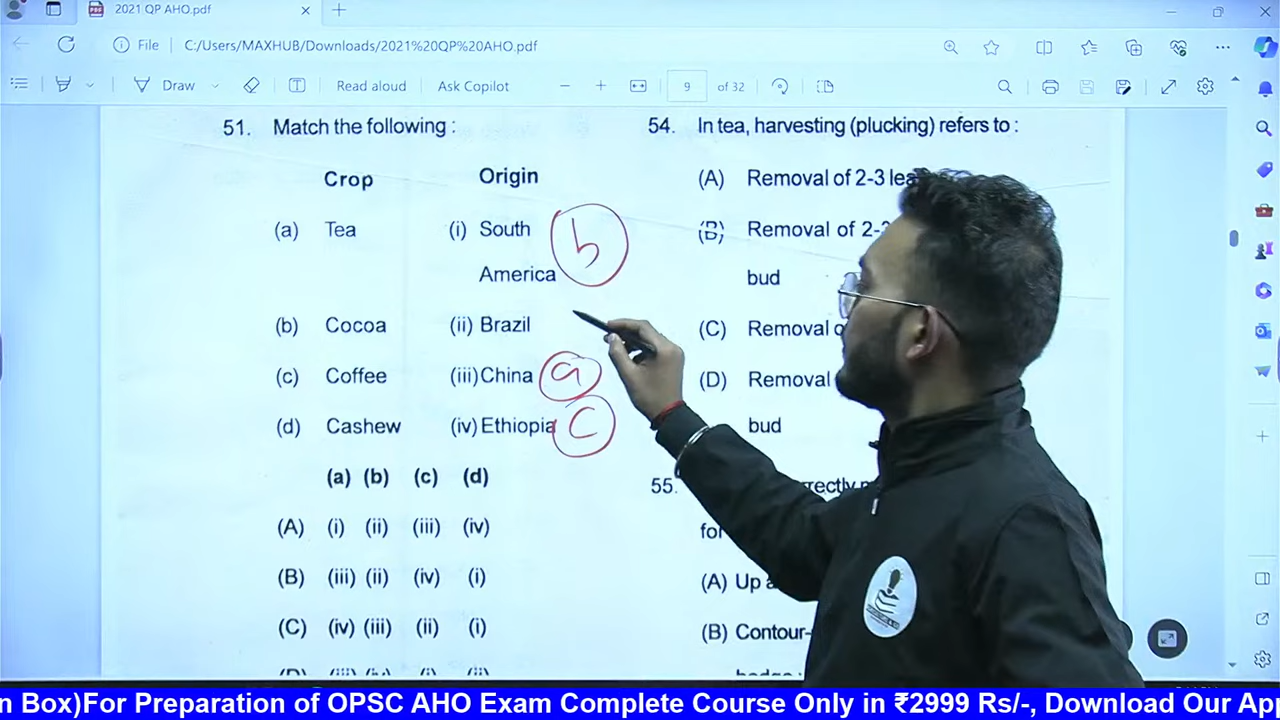 2021 QP AHO.pdf
File C:/Users/MAXHUB/Downloads/2021%20QP%20AHO.pdf
Draw Read aloud Ask Copilot 9 of 32
51. Match the following :
Crop Origin
(a) Tea (i) South
America b
(b) Cocoa (ii) Brazil
(c) Coffee (iii) China a
(d) Cashew (iv) Ethiopia c
(a) (b) (c) (d)
(A) (i) (ii) (iii) (iv)
(B) (iii) (ii) (iv) (i)
(C) (iv) (iii) (ii) (i)
(D) (iii) (iv) (i) (ii)
54. In tea, harvesting (plucking) refers to :
(A) Removal of 2-3
(B) Removal of
bud
(C) Removal
(D) Removal
bud
55.
(A) Up
(B) Contour-
Box)For Preparation of OPSC AHO Exam Complete Course Only in ₹2999 Rs/-, Download Our